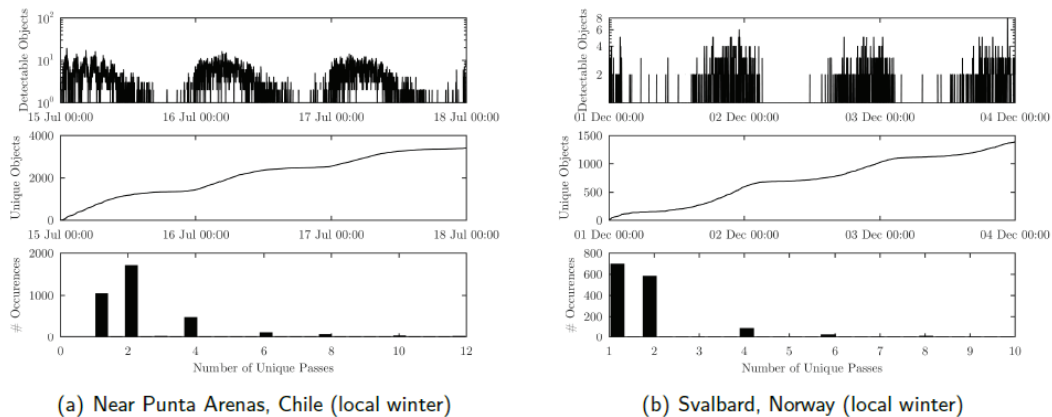 Detectable Objects
10²
10¹
10⁰
15 Jul 00:00 16 Jul 00:00 17 Jul 00:00 18 Jul 00:00
Unique Objects
4000
2000
0
15 Jul 00:00 16 Jul 00:00 17 Jul 00:00 18 Jul 00:00
# Occurences
2000
1000
0
0 2 4 6 8 10 12
Number of Unique Passes
(a) Near Punta Arenas, Chile (local winter)
Detectable Objects
8
6
4
2
01 Dec 00:00 02 Dec 00:00 03 Dec 00:00 04 Dec 00:00
Unique Objects
1500
1000
500
0
01 Dec 00:00 02 Dec 00:00 03 Dec 00:00 04 Dec 00:00
# Occurences
800
600
400
200
0
1 2 3 4 5 6 7 8 9 10
Number of Unique Passes
(b) Svalbard, Norway (local winter)